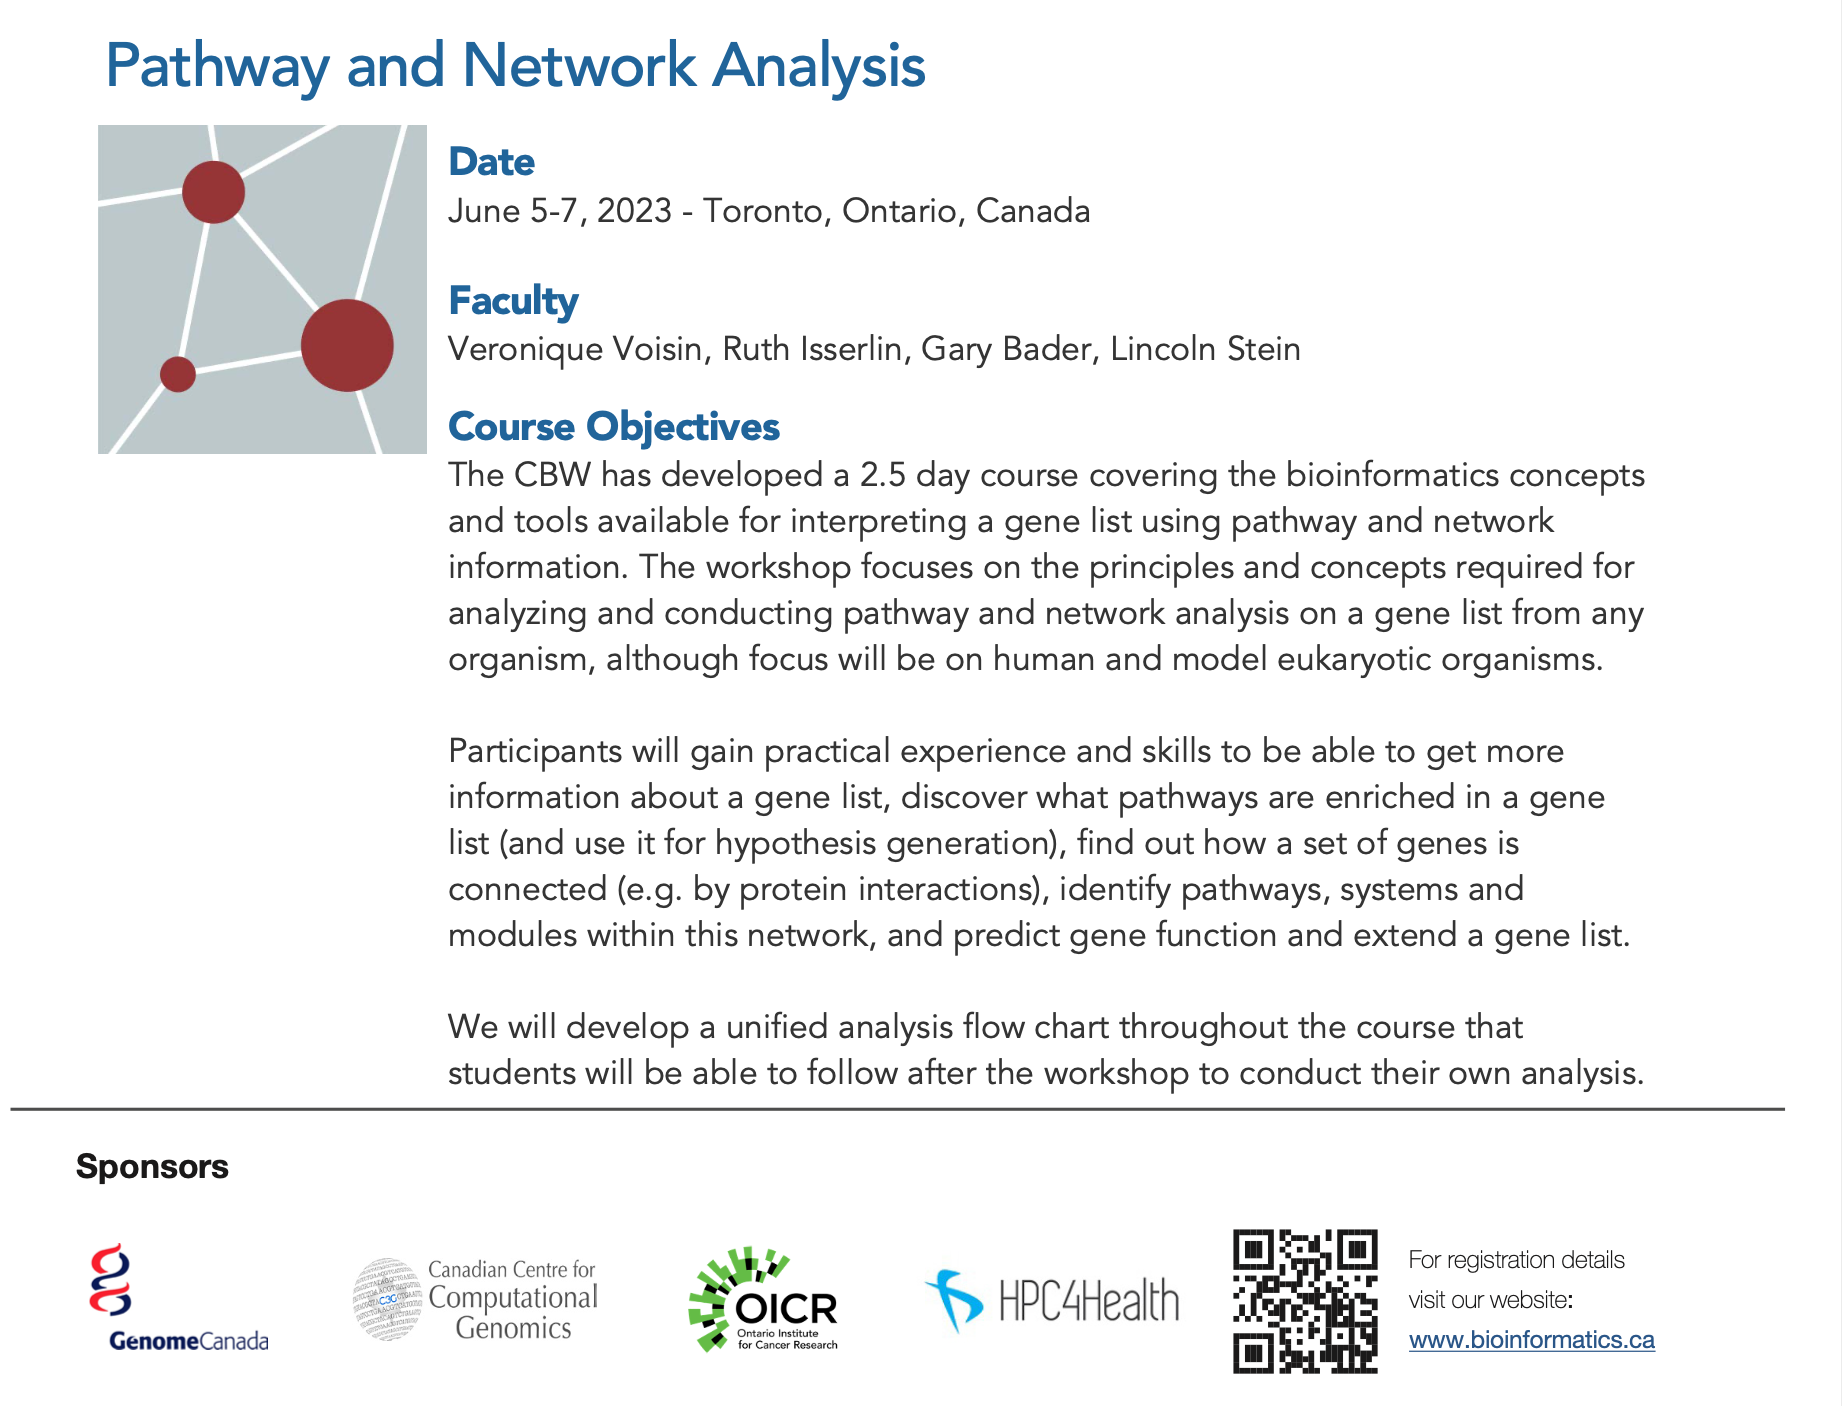 Pathway and Network Analysis
Date
June 5-7, 2023 - Toronto, Ontario, Canada
Faculty
Veronique Voisin, Ruth Isserlin, Gary Bader, Lincoln Stein
Course Objectives
The CBW has developed a 2.5 day course covering the bioinformatics concepts
and tools available for interpreting a gene list using pathway and network
information. The workshop focuses on the principles and concepts required for
analyzing and conducting pathway and network analysis on a gene list from any
organism, although focus will be on human and model eukaryotic organisms.
Participants will gain practical experience and skills to be able to get more
information about a gene list, discover what pathways are enriched in a gene
list (and use it for hypothesis generation), find out how a set of genes is
connected (e.g. by protein interactions), identify pathways, systems and
modules within this network, and predict gene function and extend a gene list.
We will develop a unified analysis flow chart throughout the course that
students will be able to follow after the workshop to conduct their own analysis.
Sponsors
GenomeCanada
C3G
Canadian Centre for
Computational
Genomics
OICR
Ontario Institute
for Cancer Research
HPC4Health
For registration details
visit our website:
www.bioinformatics.ca